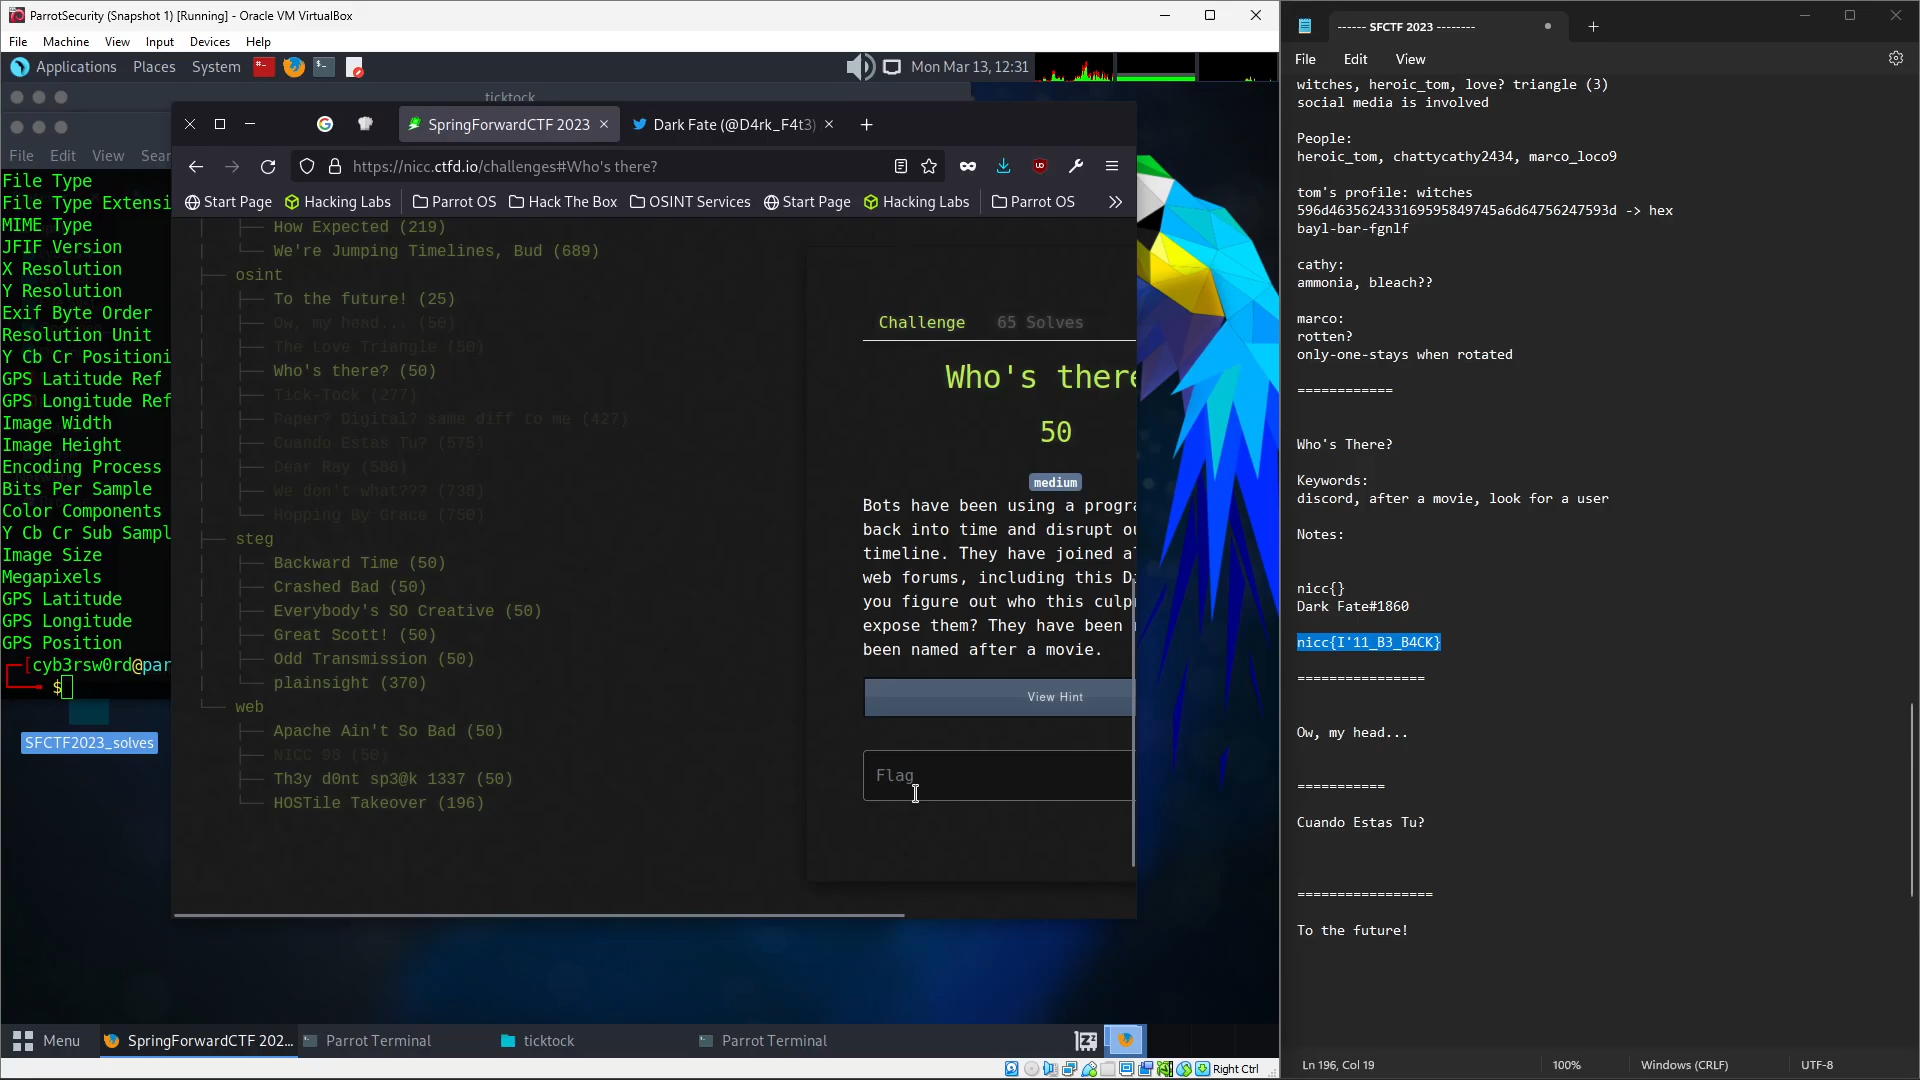 ParrotSecurity (Snapshot 1) [Running] - Oracle VM VirtualBox
File Machine View Input Devices Help
Applications Places System Mon Mar 13, 12:31
ticktock
File Edit View Sear
SpringForwardCTF 2023
Dark Fate (@D4rk_F4t3)
https://nicc.ctfd.io/challenges#Who's there?
Start Page Hacking Labs Parrot OS Hack The Box OSINT Services Start Page Hacking Labs Parrot OS
File Type
File Type Extensi
MIME Type
JFIF Version
X Resolution
Y Resolution
Exif Byte Order
Resolution Unit
Y Cb Cr Positioni
GPS Latitude Ref
GPS Longitude Ref
Image Width
Image Height
Encoding Process
Bits Per Sample
Color Components
Y Cb Cr Sub Sampl
Image Size
Megapixels
GPS Latitude
GPS Longitude
GPS Position
[cyb3rsw0rd@par
$
SFCTF2023_solves
How Expected (219)
We're Jumping Timelines, Bud (689)
osint
To the future! (25)
Ow, my head... (50)
The Love Triangle (50)
Who's there? (50)
Tick-Tock (277)
Paper? Digital? same diff to me (427)
Cuando Estas Tu? (575)
Dear Ray (588)
We don't what??? (738)
Hopping By Grace (750)
steg
Backward Time (50)
Crashed Bad (50)
Everybody's SO Creative (50)
Great Scott! (50)
Odd Transmission (50)
plainsight (370)
web
Apache Ain't So Bad (50)
NICC 98 (50)
Th3y d0nt sp3@k 1337 (50)
HOSTile Takeover (196)
Challenge 65 Solves
Who's there
50
medium
Bots have been using a progra
back into time and disrupt ou
timeline. They have joined al
web forums, including this Di
you figure out who this culp
expose them? They have been
been named after a movie.
View Hint
Flag
Menu SpringForwardCTF 202... Parrot Terminal ticktock Parrot Terminal
Right Ctrl
------ SFCTF 2023 --------
File Edit View
witches, heroic_tom, love? triangle (3)
social media is involved
People:
heroic_tom, chattycathy2434, marco_loco9
tom's profile: witches
596d463562433169595849745a6d64756247593d -> hex
bayl-bar-fgnlf
cathy:
ammonia, bleach??
marco:
rotten?
only-one-stays when rotated
============
Who's There?
Keywords:
discord, after a movie, look for a user
Notes:
nicc{}
Dark Fate#1860
nicc{I'11_B3_B4CK}
================
Ow, my head...
===========
Cuando Estas Tu?
=================
To the future!
Ln 196, Col 19 100% Windows (CRLF) UTF-8